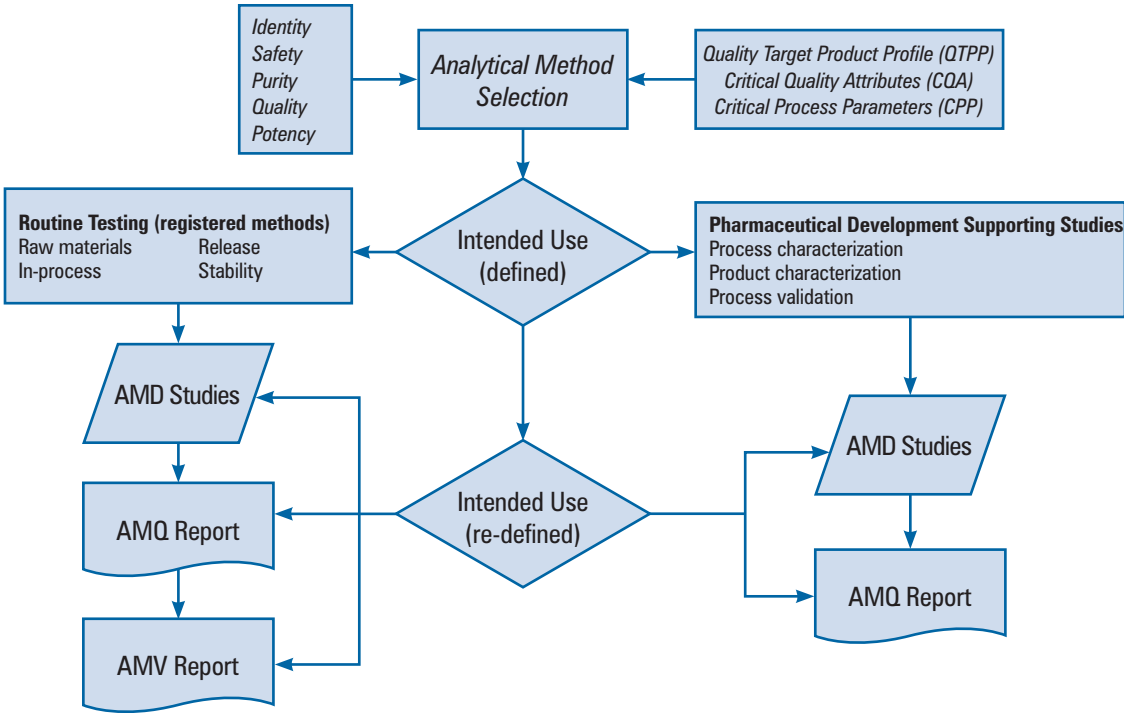 Identity
Safety
Purity
Quality
Potency
Analytical Method
Selection
Quality Target Product Profile (QTPP)
Critical Quality Attributes (CQA)
Critical Process Parameters (CPP)
Routine Testing (registered methods)
Raw materials Release
In-process Stability
Intended Use
(defined)
Pharmaceutical Development Supporting Studies
Process characterization
Product characterization
Process validation
AMD Studies
AMQ Report
AMV Report
Intended Use
(re-defined)
AMD Studies
AMQ Report